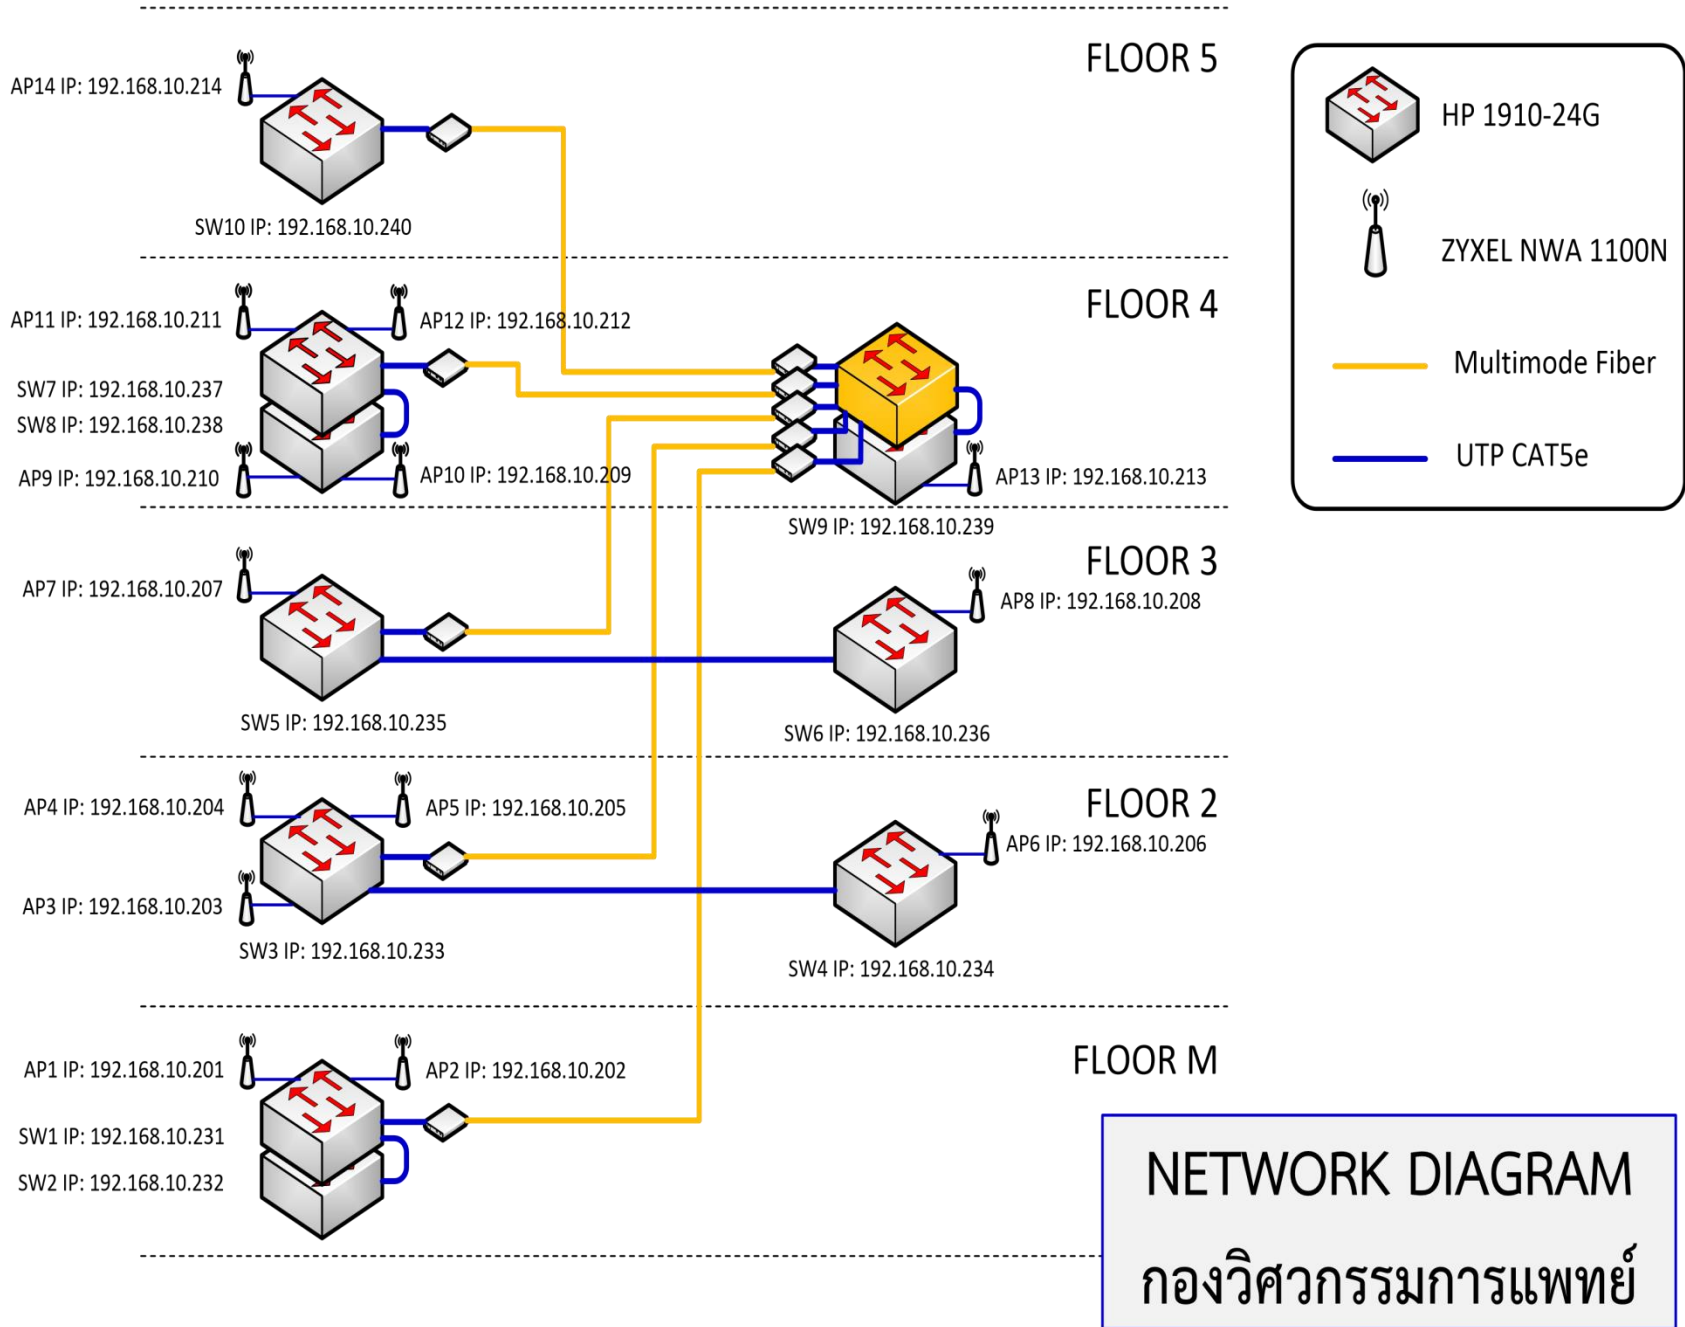 FLOOR 5
AP14 IP: 192.168.10.214
SW10 IP: 192.168.10.240
FLOOR 4
AP11 IP: 192.168.10.211
AP12 IP: 192.168.10.212
SW7 IP: 192.168.10.237
SW8 IP: 192.168.10.238
AP9 IP: 192.168.10.210
AP10 IP: 192.168.10.209
AP13 IP: 192.168.10.213
SW9 IP: 192.168.10.239
FLOOR 3
AP7 IP: 192.168.10.207
AP8 IP: 192.168.10.208
SW5 IP: 192.168.10.235
SW6 IP: 192.168.10.236
FLOOR 2
AP4 IP: 192.168.10.204
AP5 IP: 192.168.10.205
AP6 IP: 192.168.10.206
AP3 IP: 192.168.10.203
SW3 IP: 192.168.10.233
SW4 IP: 192.168.10.234
FLOOR M
AP1 IP: 192.168.10.201
AP2 IP: 192.168.10.202
SW1 IP: 192.168.10.231
SW2 IP: 192.168.10.232
HP 1910-24G
ZYXEL NWA 1100N
Multimode Fiber
UTP CAT5e
NETWORK DIAGRAM
กองวิศวกรรมการแพทย์